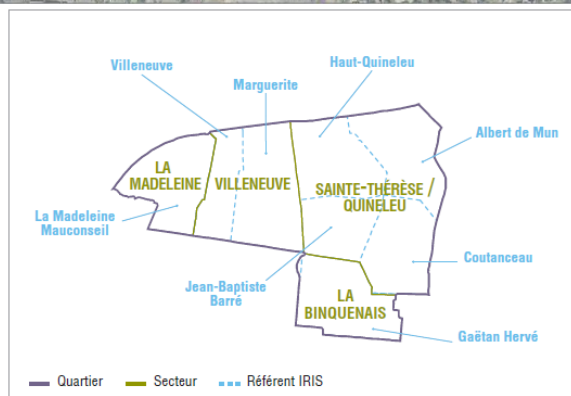 Villeneuve
Haut-Quineleu
Marguerite
Albert de Mun
LA
MADELEINE
VILLENEUVE
SAINTE-THÉRÈSE /
QUINELEU
La Madeleine
Mauconseil
Jean-Baptiste
Barré
Coutanceau
LA
BINQUENAIS
Gaëtan Hervé
Quartier
Secteur
Référent IRIS